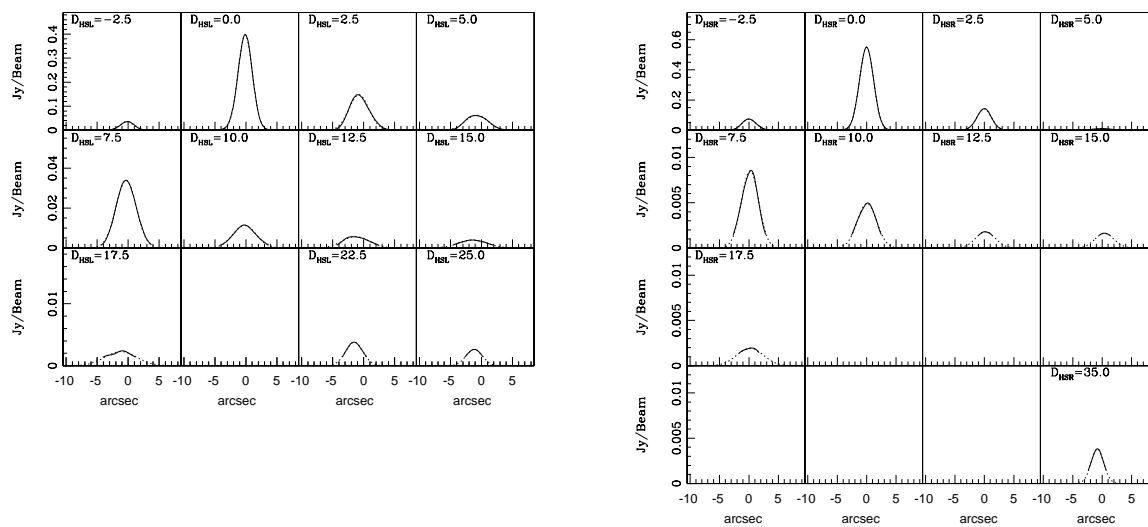 D_HSL=−2.5 D_HSL=0.0 D_HSL=2.5 D_HSL=5.0
Jy/Beam
0 0.1 0.2 0.3 0.4
D_HSL=7.5 D_HSL=10.0 D_HSL=12.5 D_HSL=15.0
Jy/Beam
0 0.02 0.04
D_HSL=17.5 D_HSL=22.5 D_HSL=25.0
Jy/Beam
0 0.01
-10 -5 0 5 -10 -5 0 5 -10 -5 0 5 -10 -5 0 5
arcsec arcsec arcsec arcsec
D_HSR=−2.5 D_HSR=0.0 D_HSR=2.5 D_HSR=5.0
Jy/Beam
0 0.2 0.4 0.6
D_HSR=7.5 D_HSR=10.0 D_HSR=12.5 D_HSR=15.0
Jy/Beam
0 0.005 0.01
D_HSR=17.5
Jy/Beam
0 0.005 0.01
D_HSR=35.0
Jy/Beam
0 0.005 0.01
-10 -5 0 5 -10 -5 0 5 -10 -5 0 5 -10 -5 0 5
arcsec arcsec arcsec arcsec